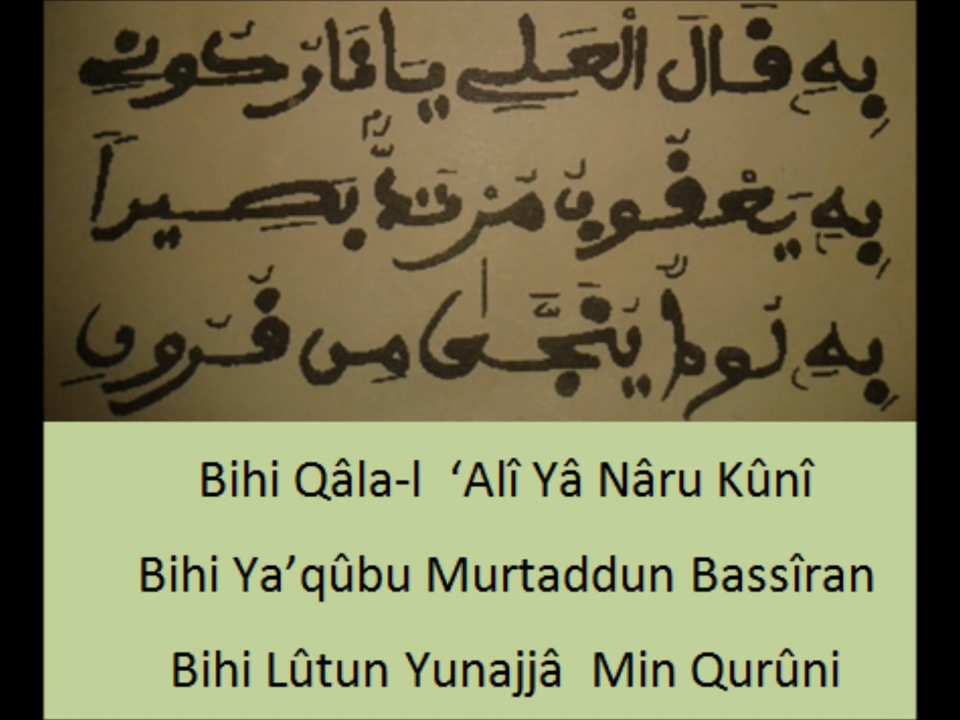 بِهِ قَالَ الْعَلِي يَا نَارُ كُونِي
بِهِ يَعْقُوبُ مُرْتَدٌّ بَصِيراً
بِهِ لُوطٌ يُنَجَّى مِن قُرُونِ
Bihi Qâla-l ‘Alî Yâ Nâru Kûnî
Bihi Ya’qûbu Murtaddun Bassîran
Bihi Lûtun Yunajjâ Min Qurûni